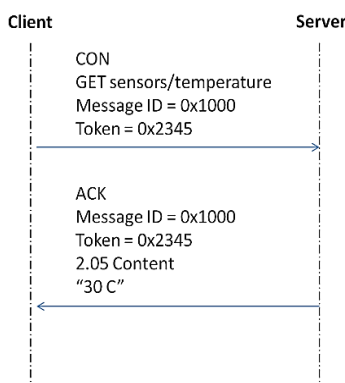 Client Server
CON
GET sensors/temperature
Message ID = 0x1000
Token = 0x2345
ACK
Message ID = 0x1000
Token = 0x2345
2.05 Content
“30 C”